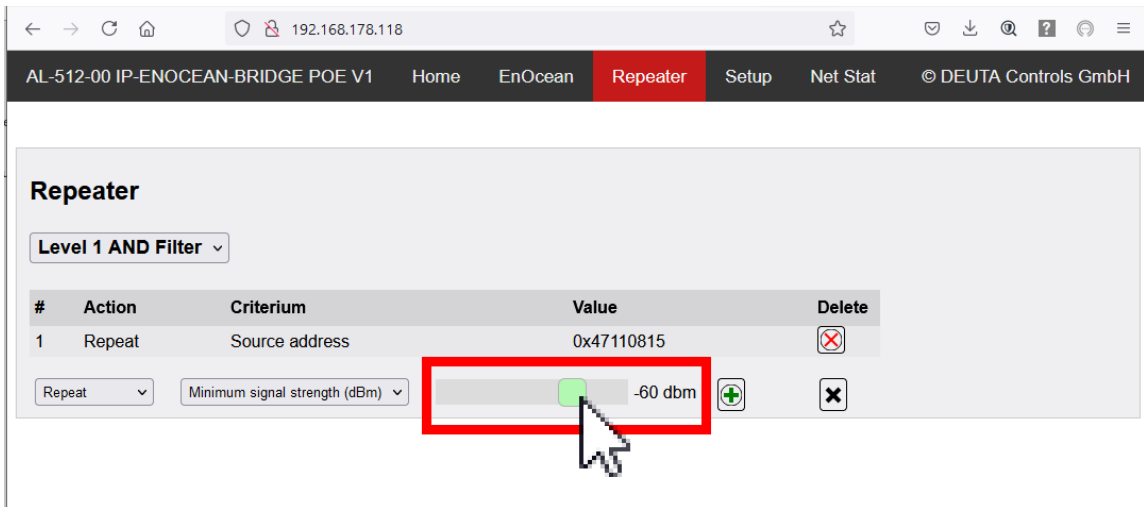 192.168.178.118
AL-512-00 IP-ENOCEAN-BRIDGE POE V1 Home EnOcean Repeater Setup Net Stat © DEUTA Controls GmbH
Repeater
Level 1 AND Filter
# Action Criterium Value Delete
1 Repeat Source address 0x47110815
Repeat Minimum signal strength (dBm) -60 dbm